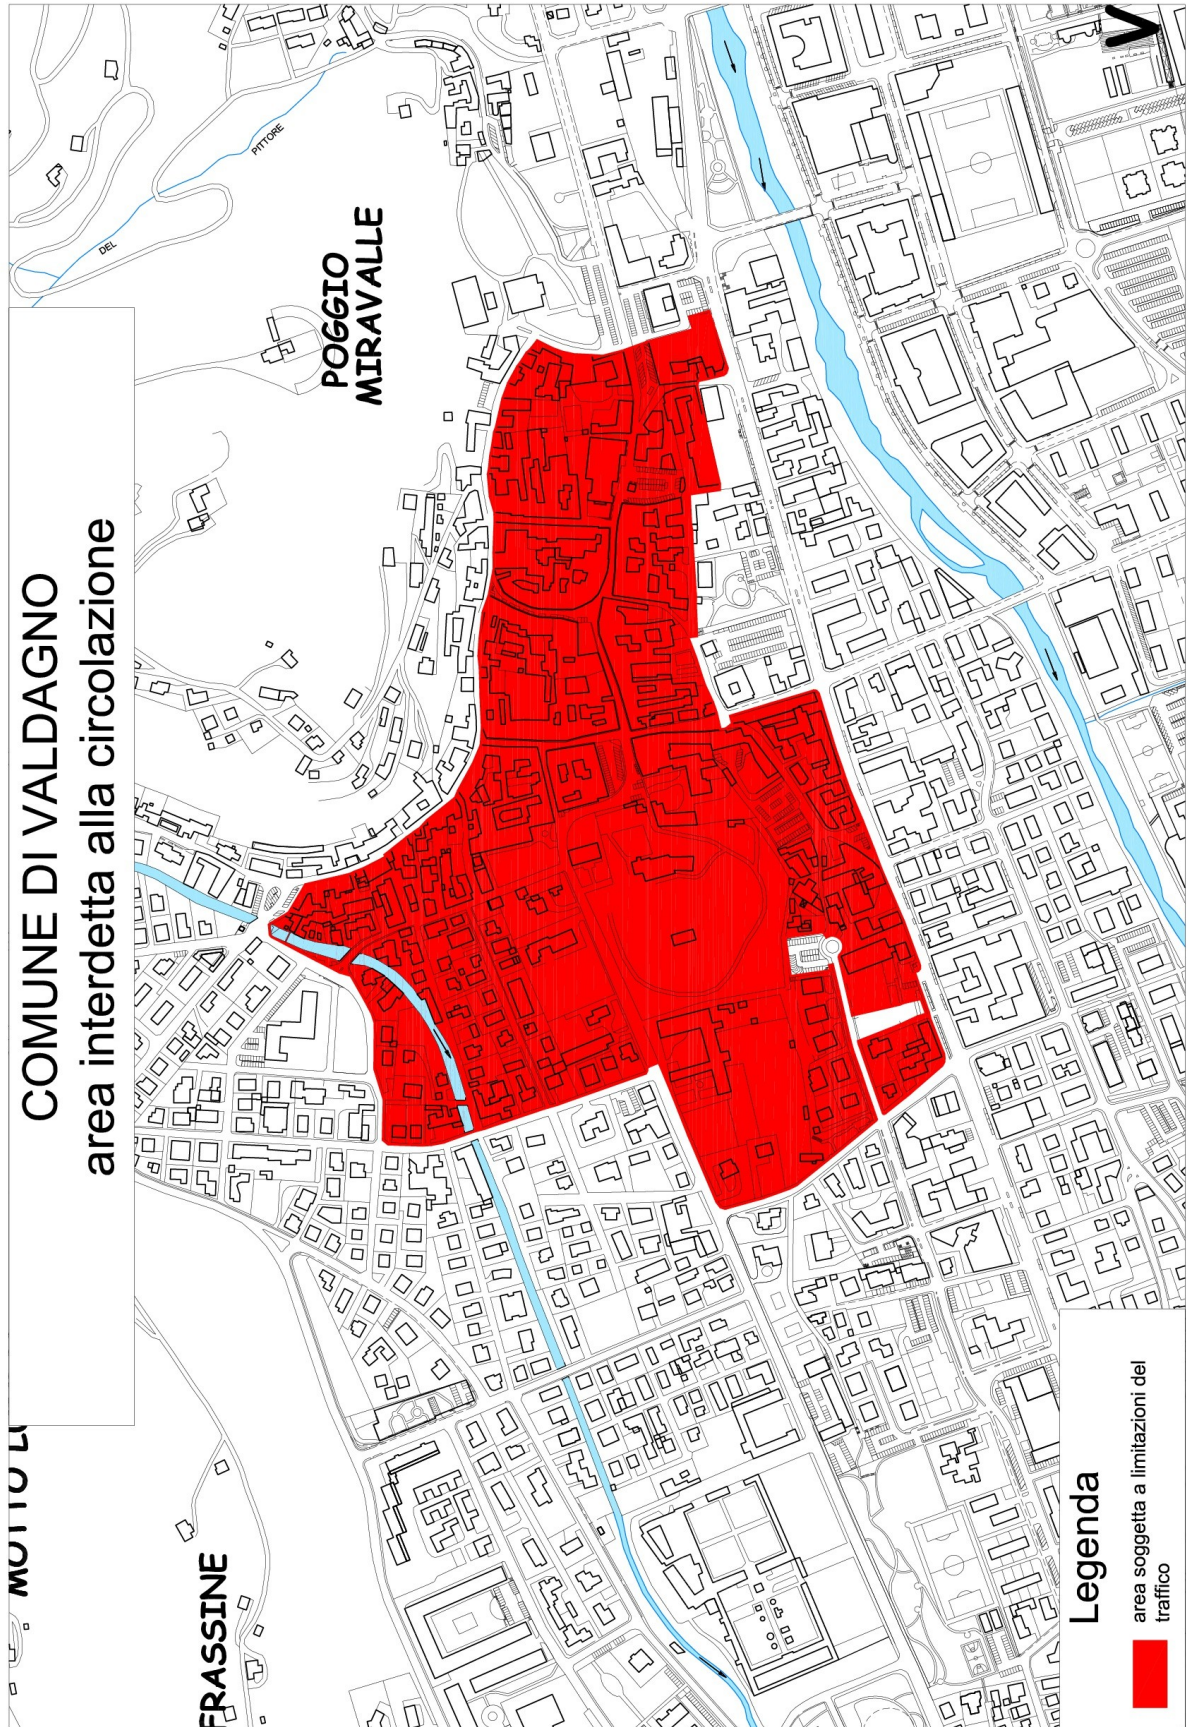 COMUNE DI VALDAGNO
area interdetta alla circolazione
DEL
PITTORE
POGGIO
MIRAVALLE
FRASSINE
Legenda
area soggetta a limitazioni del
traffico